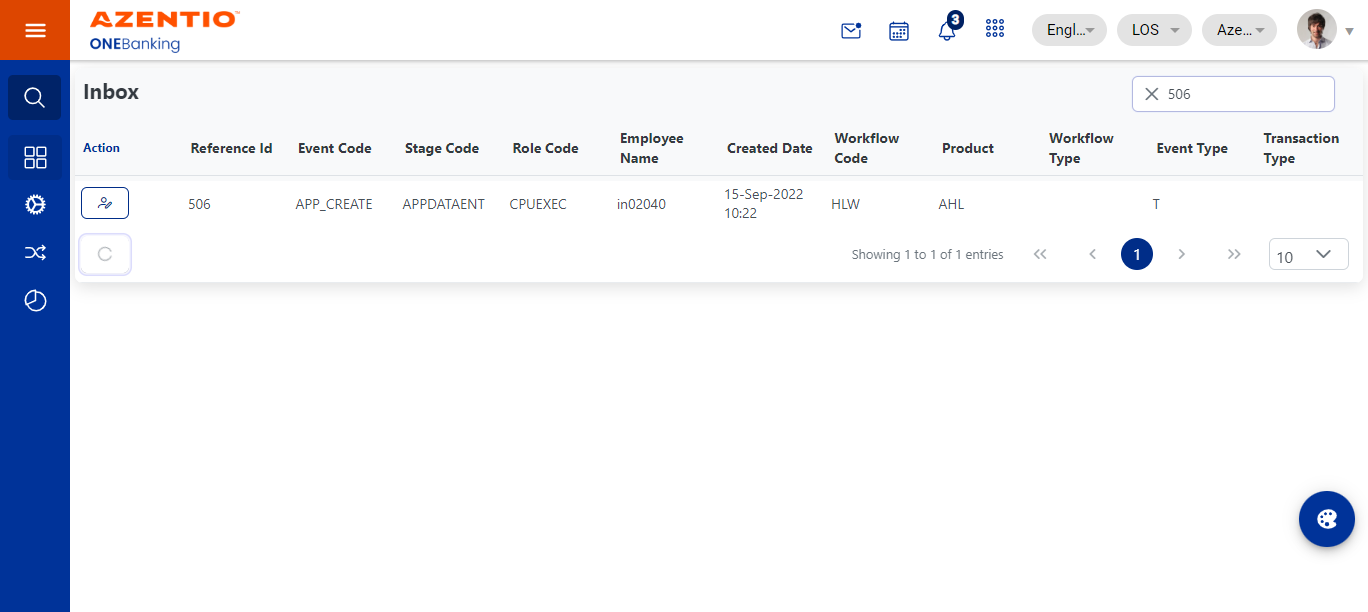 AZENTIO™
ONEBanking
3
Engl...
LOS
Aze...
Inbox
506
Action
Reference Id
Event Code
Stage Code
Role Code
Employee
Name
Created Date
Workflow
Code
Product
Workflow
Type
Event Type
Transaction
Type
506
APP_CREATE
APPDATAENT
CPUEXEC
in02040
15-Sep-2022
10:22
HLW
AHL
T
Showing 1 to 1 of 1 entries
1
10